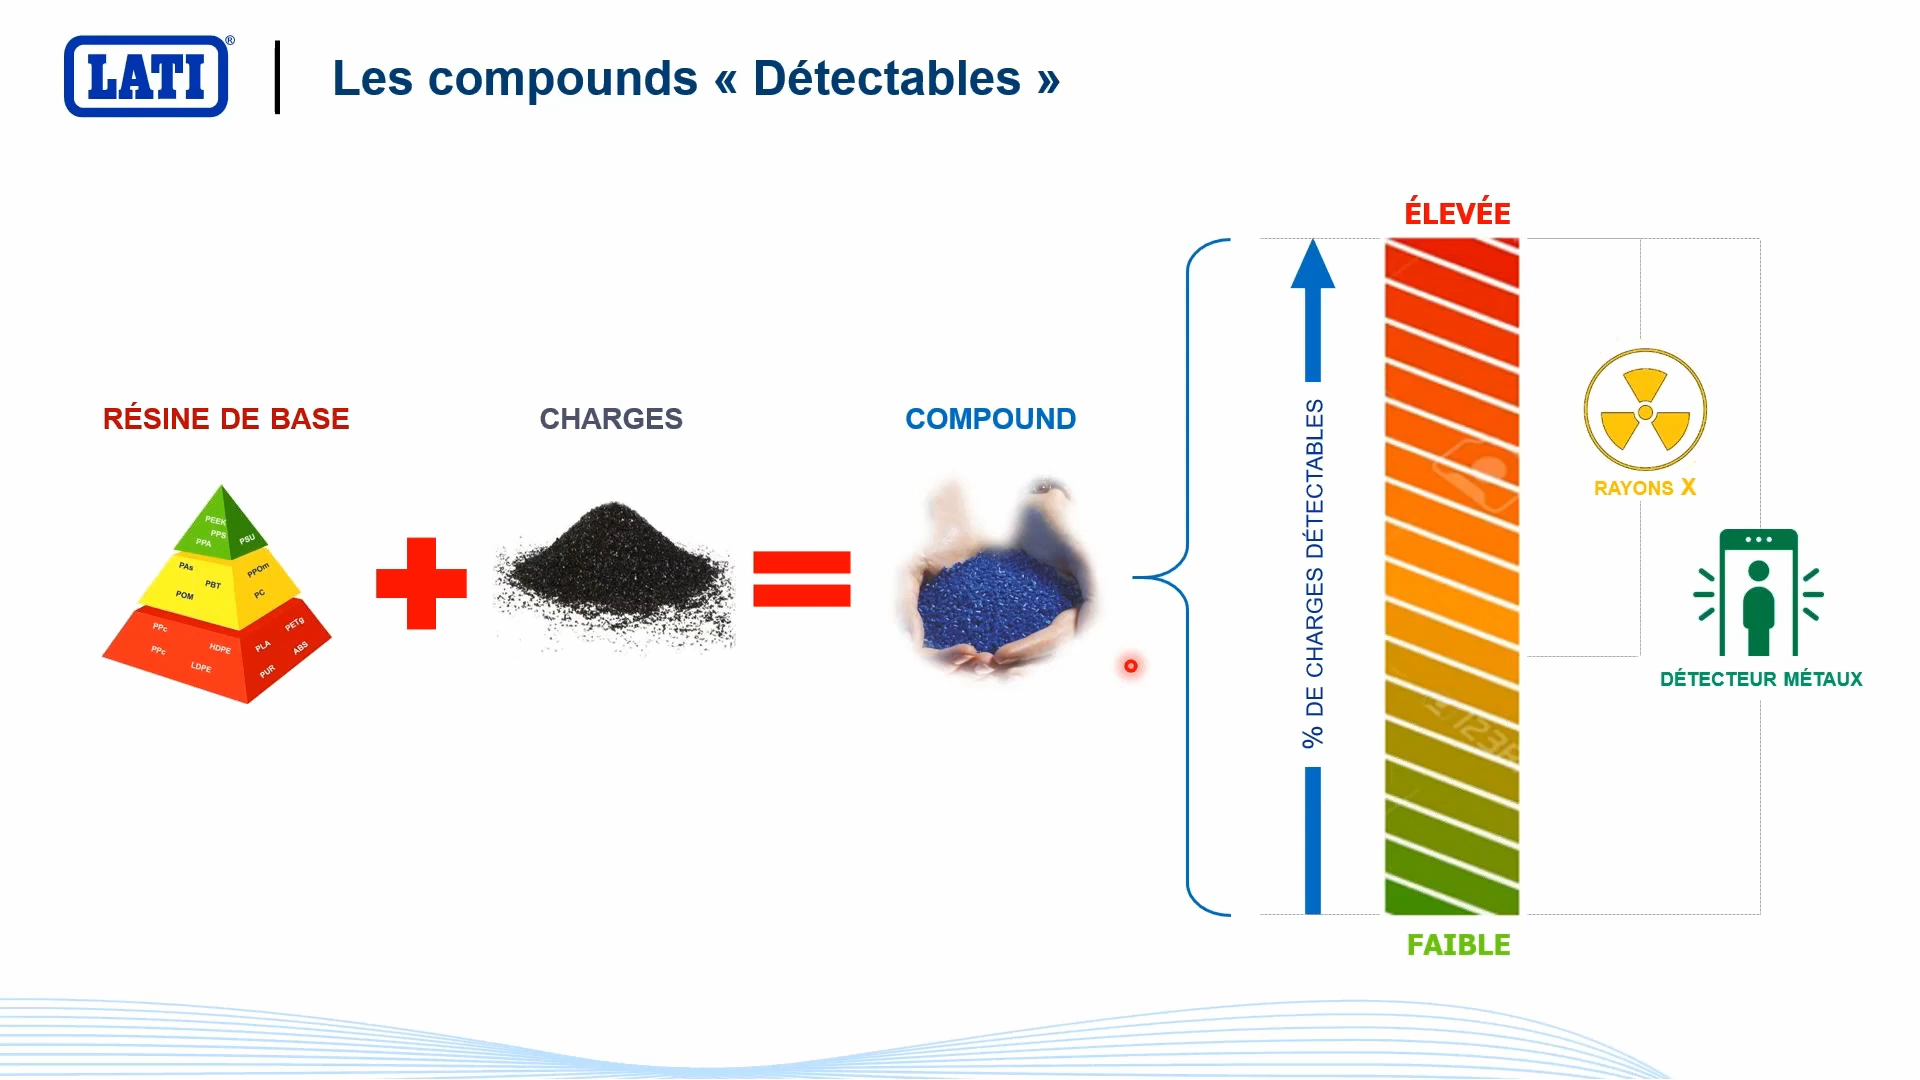 LATI®
Les compounds « Détectables »
RÉSINE DE BASE
PEEK
PPS
PPA
PSU
PAs
PBT
POM
PPOm
PC
PPc
HDPE
PPc
LDPE
PETg
PLA
ABS
PUR
CHARGES
COMPOUND
ÉLEVÉE
% DE CHARGES DÉTECTABLES
FAIBLE
RAYONS X
DÉTECTEUR MÉTAUX